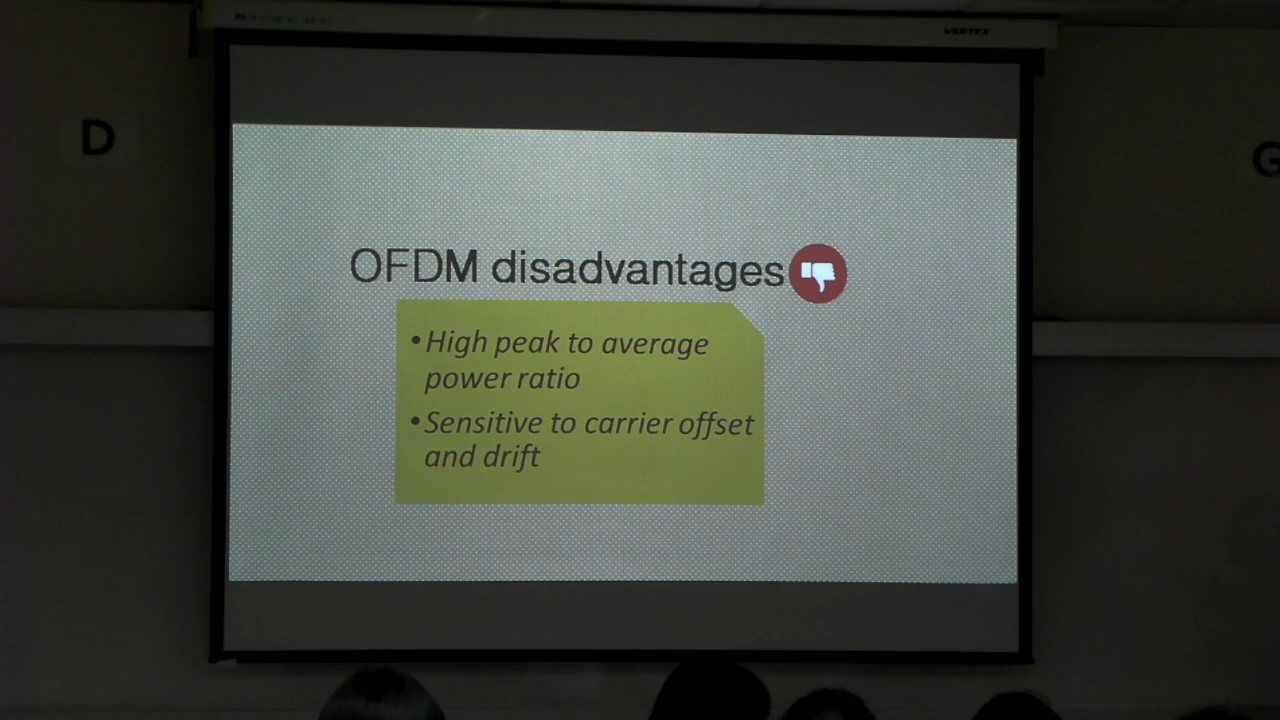 VERTEX
D
G
OFDM disadvantages
•High peak to average
power ratio
•Sensitive to carrier offset
and drift